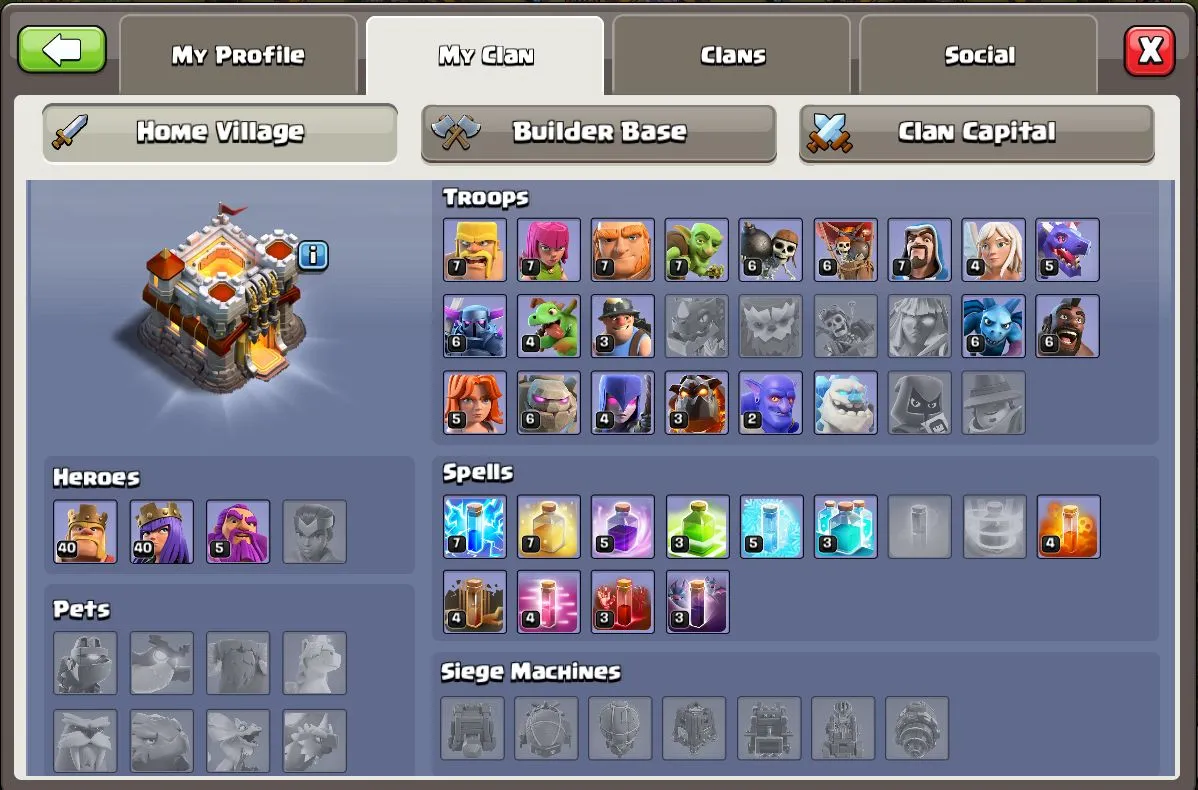 My Profile
My Clan
Clans
Social
X
Home Village
Builder Base
Clan Capital
i
Troops
7 7 7 7 6 6 7 4 5
6 4 3 6 6
5 6 4 3 2
Heroes
40 40 5
Spells
7 7 5 3 5 3 4
4 4 3 3
Pets
Siege Machines